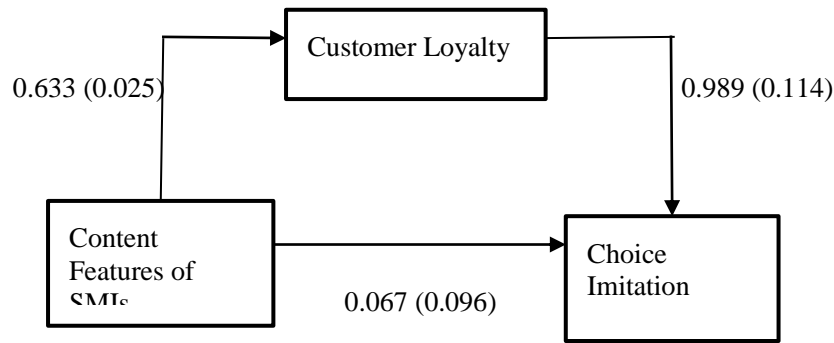 Customer Loyalty
0.633 (0.025)
0.989 (0.114)
Content
Features of
SMIs
Choice
Imitation
0.067 (0.096)